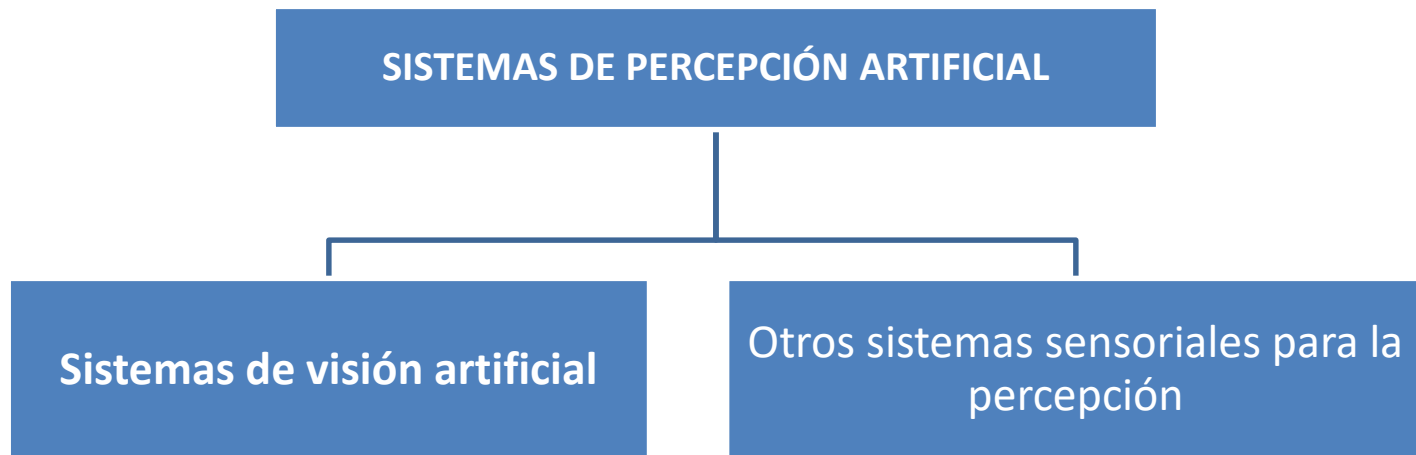 SISTEMAS DE PERCEPCIÓN ARTIFICIAL
Sistemas de visión artificial
Otros sistemas sensoriales para la
percepción